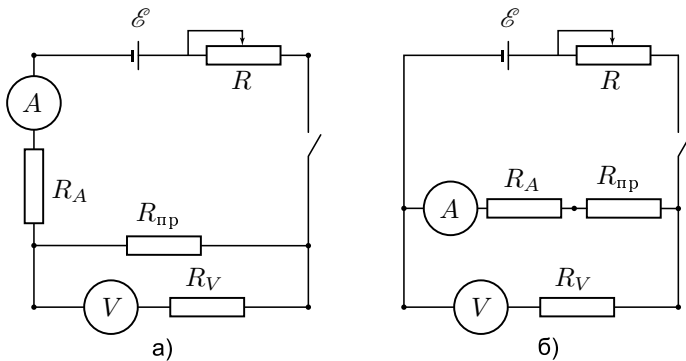 ℰ ℰ
R R
A
R_A
R_A R_пр
R_пр A
R_V R_V
V V
а) б)